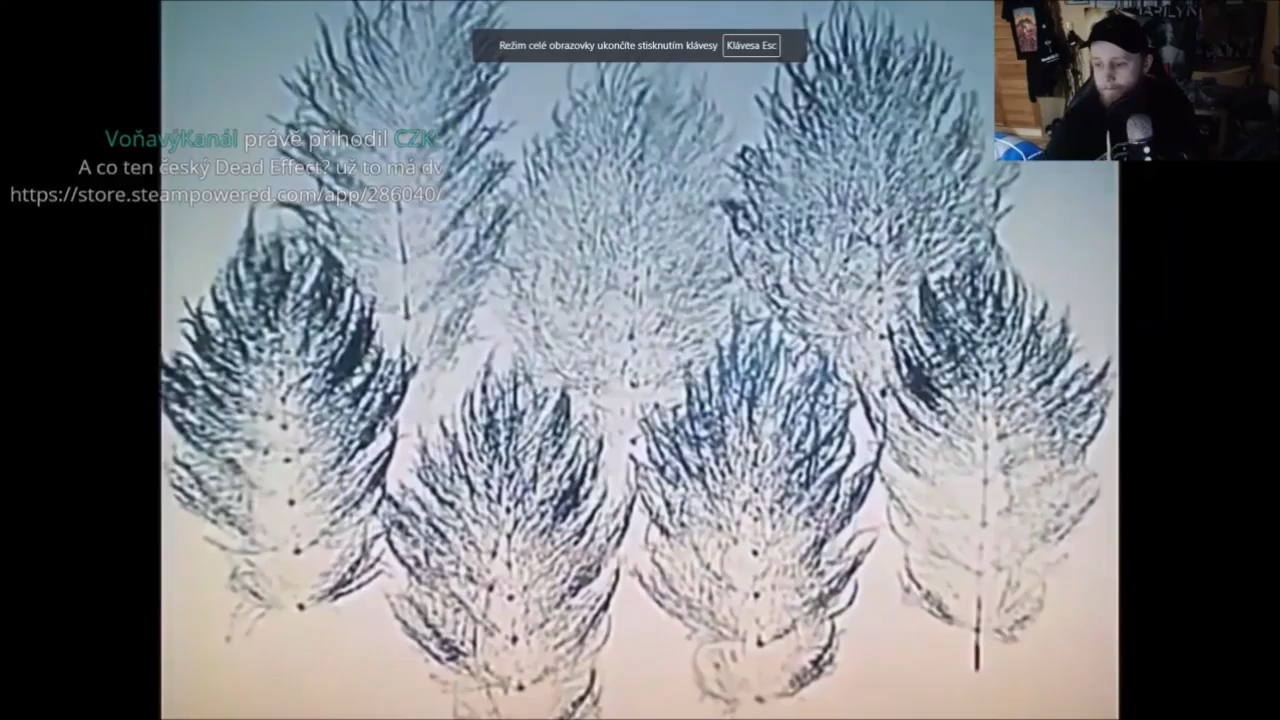 Režim celé obrazovky ukončíte stisknutím klávesy Klávesa Esc
VoňavýKanál právě přihodil CZK
A co ten český Dead Effect? už to má dv
https://store.steampowered.com/app/286040/